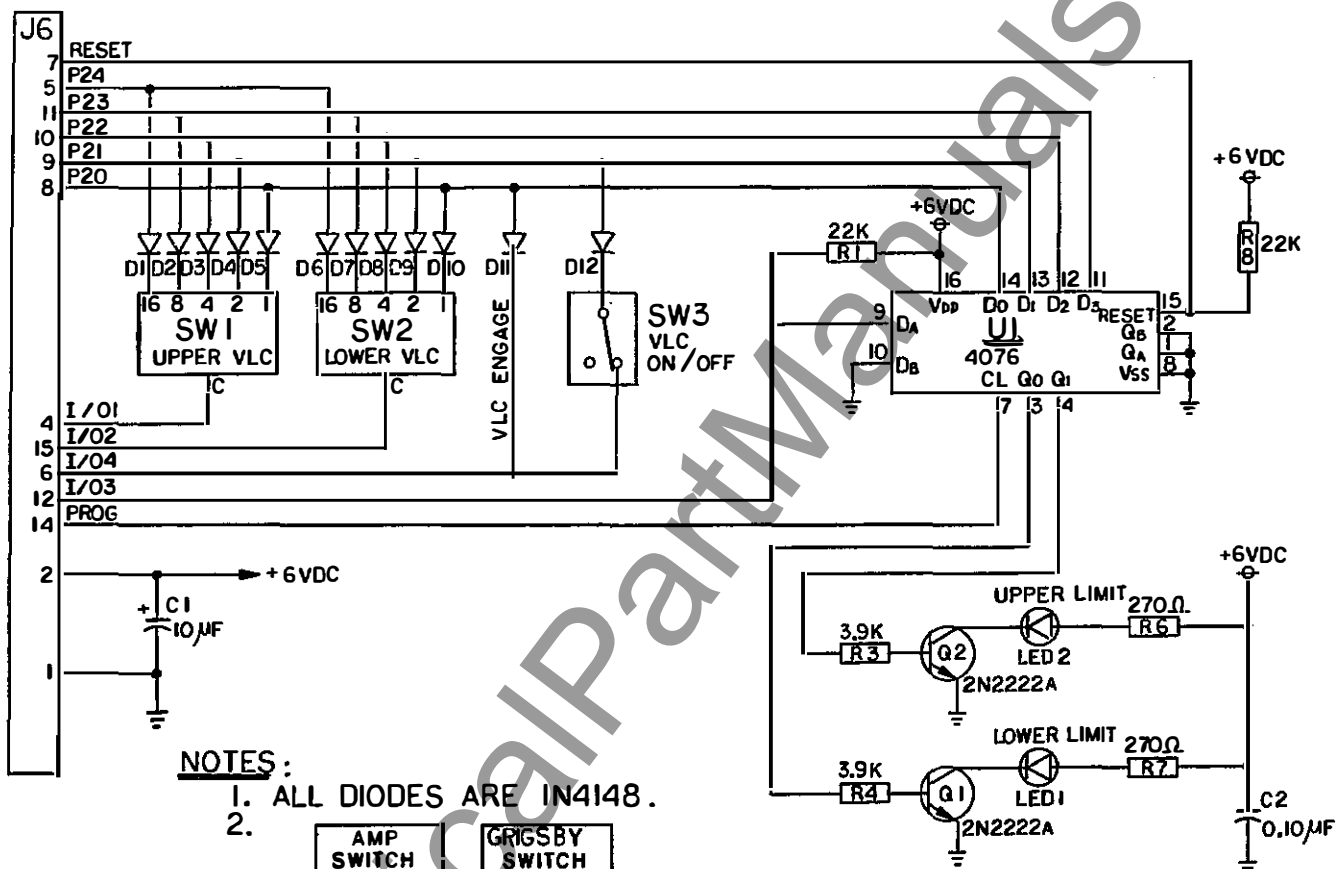 J6
7 RESET
5 P24
11 P23
10 P22
9 P21
8 P20
D1 D2 D3 D4 D5
D6 D7 D8 D9 D10
D11
D12
16 8 4 2 1
SW1
UPPER VLC
C
16 8 4 2 1
SW2
LOWER VLC
C
VLC ENGAGE
SW3
VLC
ON/OFF
4 I/O1
15 I/O2
6 I/O4
12 I/O3
14 PROG
2
+6VDC
+ C1
10µF
1
22K
R1
+6VDC
+6VDC
R8
22K
16 14 13 12 11
VDD D0 D1 D2 D3
9 DA
10 DB
U1
4076
RESET 15
QB 2
QA 1
VSS 8
CL Q0 Q1
7 3 4
+6VDC
UPPER LIMIT
270Ω
R6
3.9K
R3
Q2
LED2
2N2222A
LOWER LIMIT
270Ω
R7
3.9K
R4
Q1
LED1
2N2222A
C2
0.10µF
NOTES:
1. ALL DIODES ARE 1N4148.
2.
AMP
SWITCH
GRIGSBY
SWITCH
calPartManuals